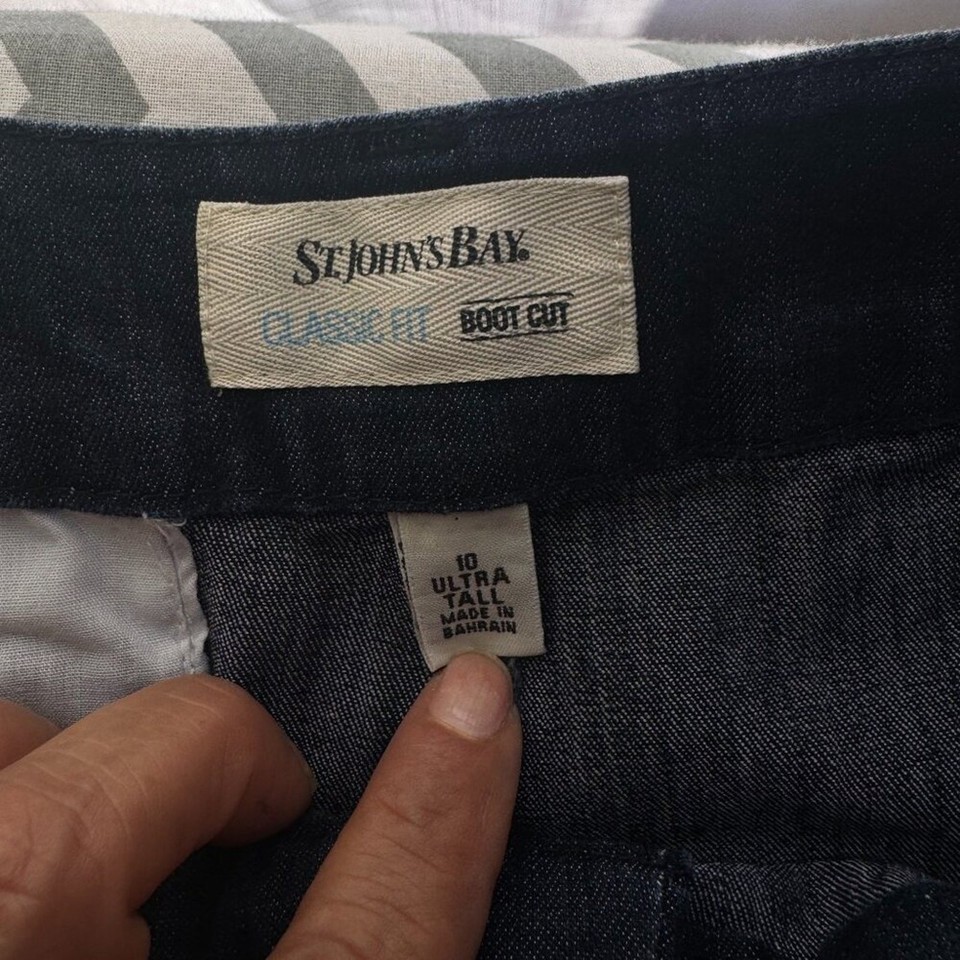 ST. JOHN'S BAY.
CLASSIC FIT BOOT CUT
10
ULTRA
TALL
MADE IN
BAHRAIN